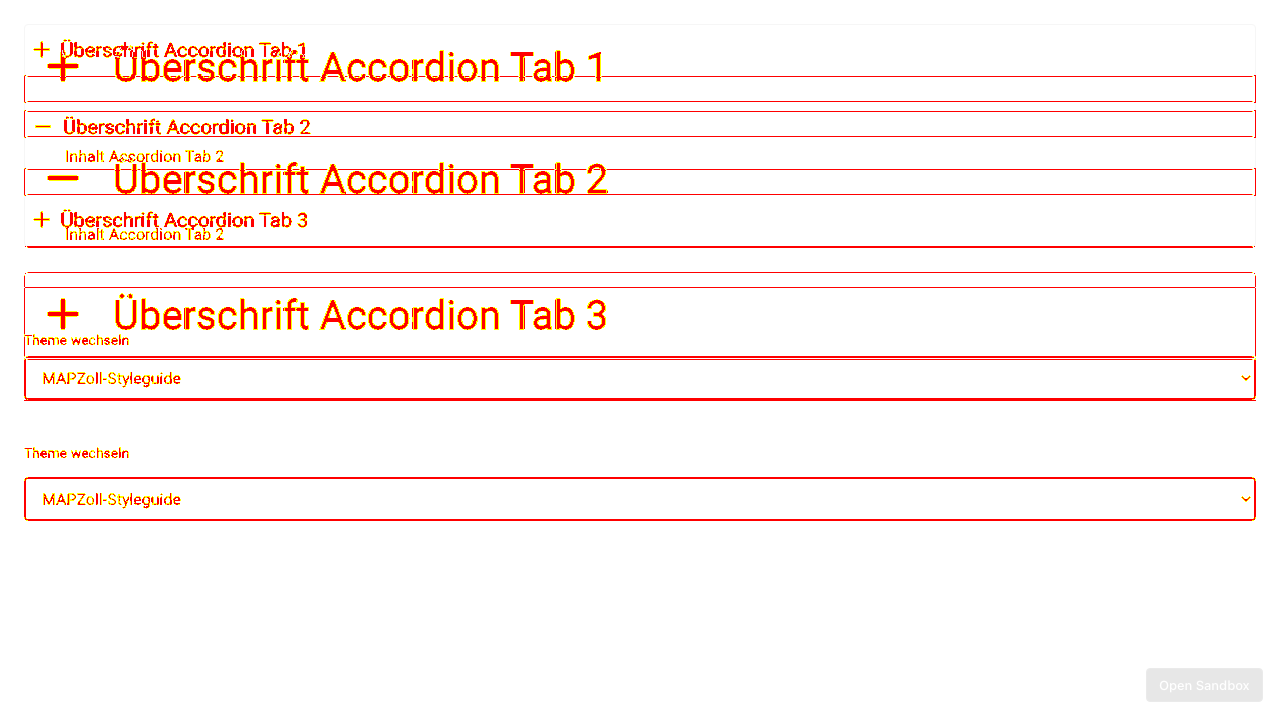 Überschrift Accordion Tab 1
Überschrift Accordion Tab 1
Überschrift Accordion Tab 2
Inhalt Accordion Tab 2
Überschrift Accordion Tab 2
Überschrift Accordion Tab 3
Inhalt Accordion Tab 2
Überschrift Accordion Tab 3
Theme wechseln
MAPZoll-Styleguide
Theme wechseln
MAPZoll-Styleguide
Open Sandbox